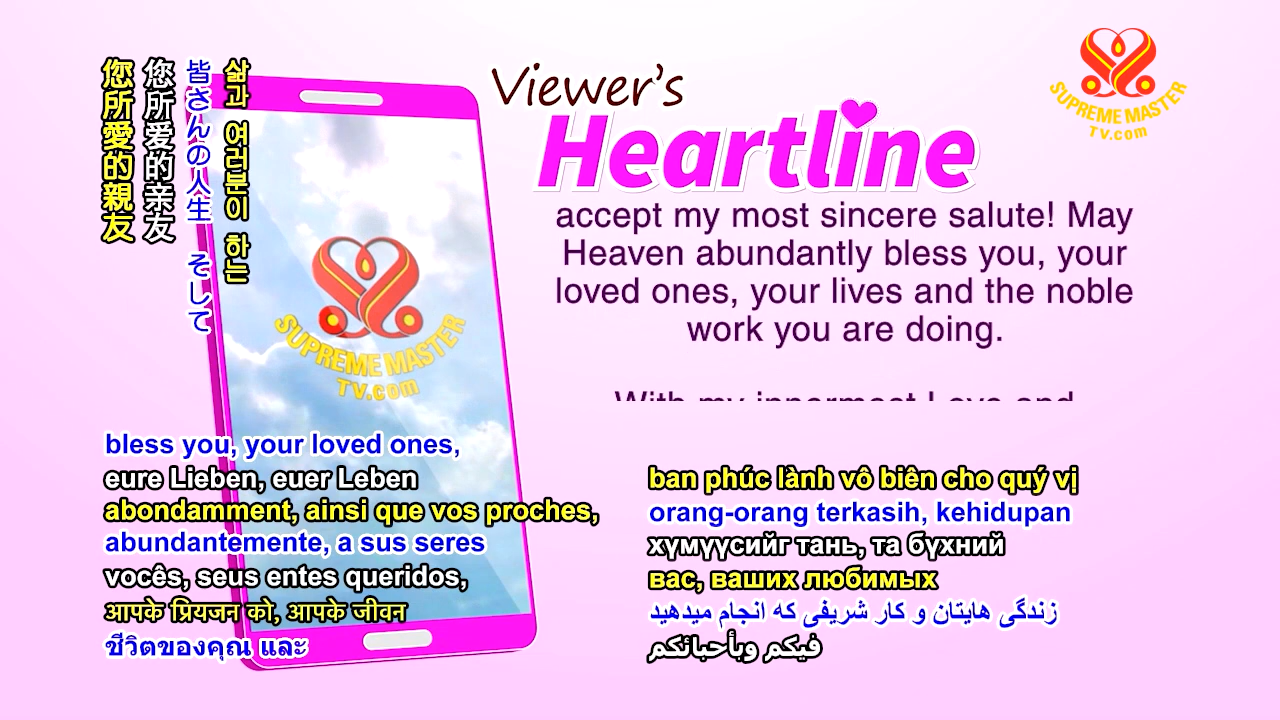 您所愛的親友
您所爱的亲友
皆さんの人生 そして
삶과 여러분이 하는
Viewer's
Heartline
SUPREME MASTER
TV.com
accept my most sincere salute! May
Heaven abundantly bless you, your
loved ones, your lives and the noble
work you are doing.
With my innermost Love and
SUPREME MASTER
TV.com
bless you, your loved ones,
eure Lieben, euer Leben
abondamment, ainsi que vos proches,
abundantemente, a sus seres
vocês, seus entes queridos,
आपके प्रियजन को, आपके जीवन
ชีวิตของคุณ และ
ban phúc lành vô biên cho quý vị
orang-orang terkasih, kehidupan
хүмүүсийг тань, та бүхний
вас, ваших любимых
زندگی هایتان و کار شریفی که انجام میدهید
فيكم وبأحبائكم